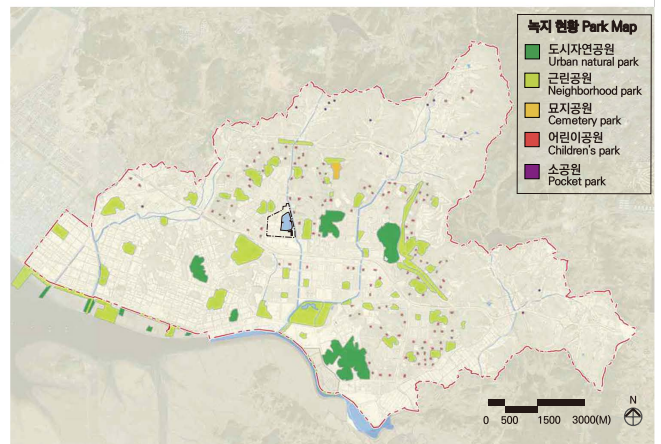 녹지 현황 Park Map
도시자연공원
Urban natural park
근린공원
Neighborhood park
묘지공원
Cemetery park
어린이공원
Children's park
소공원
Pocket park
N
0 500 1500 3000(M)